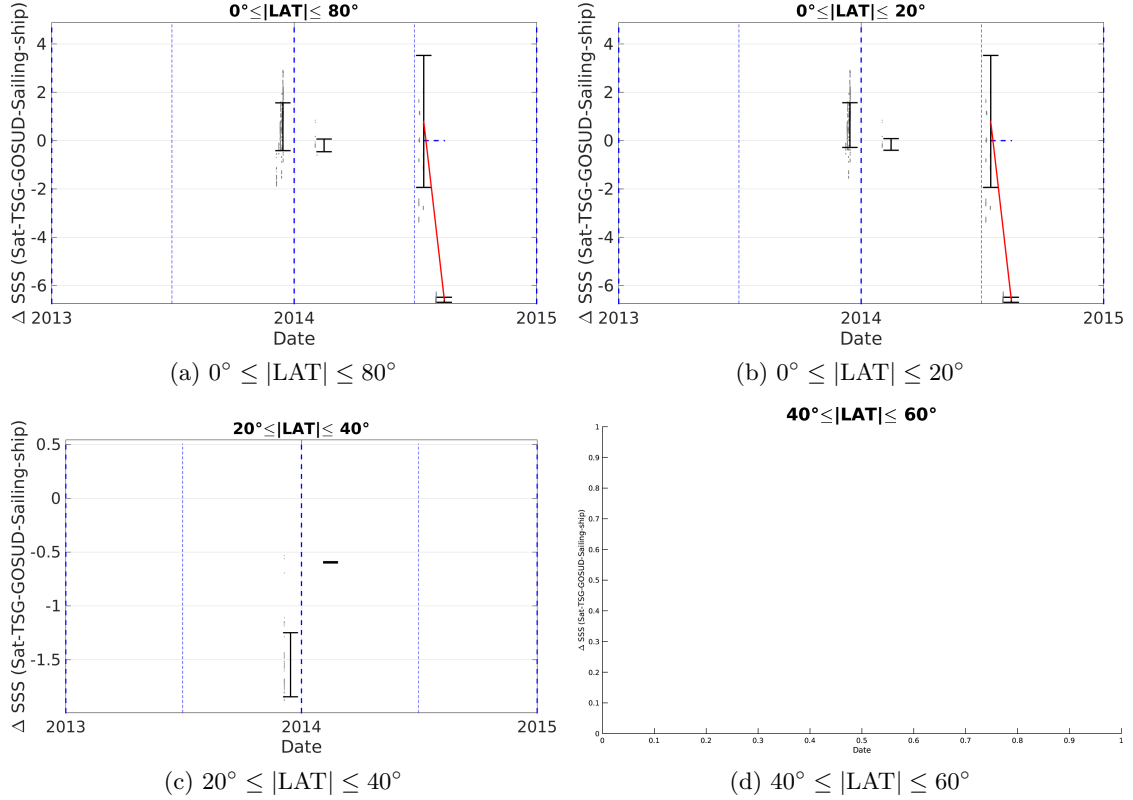 0°≤|LAT|≤ 80°
Δ SSS (Sat-TSG-GOSUD-Sailing-ship)
4
2
0
-2
-4
-6
2013
2014
2015
Date
(a) 0° ≤ |LAT| ≤ 80°
0°≤|LAT|≤ 20°
Δ SSS (Sat-TSG-GOSUD-Sailing-ship)
4
2
0
-2
-4
-6
2013
2014
2015
Date
(b) 0° ≤ |LAT| ≤ 20°
20°≤|LAT|≤ 40°
Δ SSS (Sat-TSG-GOSUD-Sailing-ship)
0.5
0
-0.5
-1
-1.5
2013
2014
2015
Date
(c) 20° ≤ |LAT| ≤ 40°
40°≤|LAT|≤ 60°
Δ SSS (Sat-TSG-GOSUD-Sailing-ship)
1
0.9
0.8
0.7
0.6
0.5
0.4
0.3
0.2
0.1
0
0 0.1 0.2 0.3 0.4 0.5 0.6 0.7 0.8 0.9 1
Date
(d) 40° ≤ |LAT| ≤ 60°